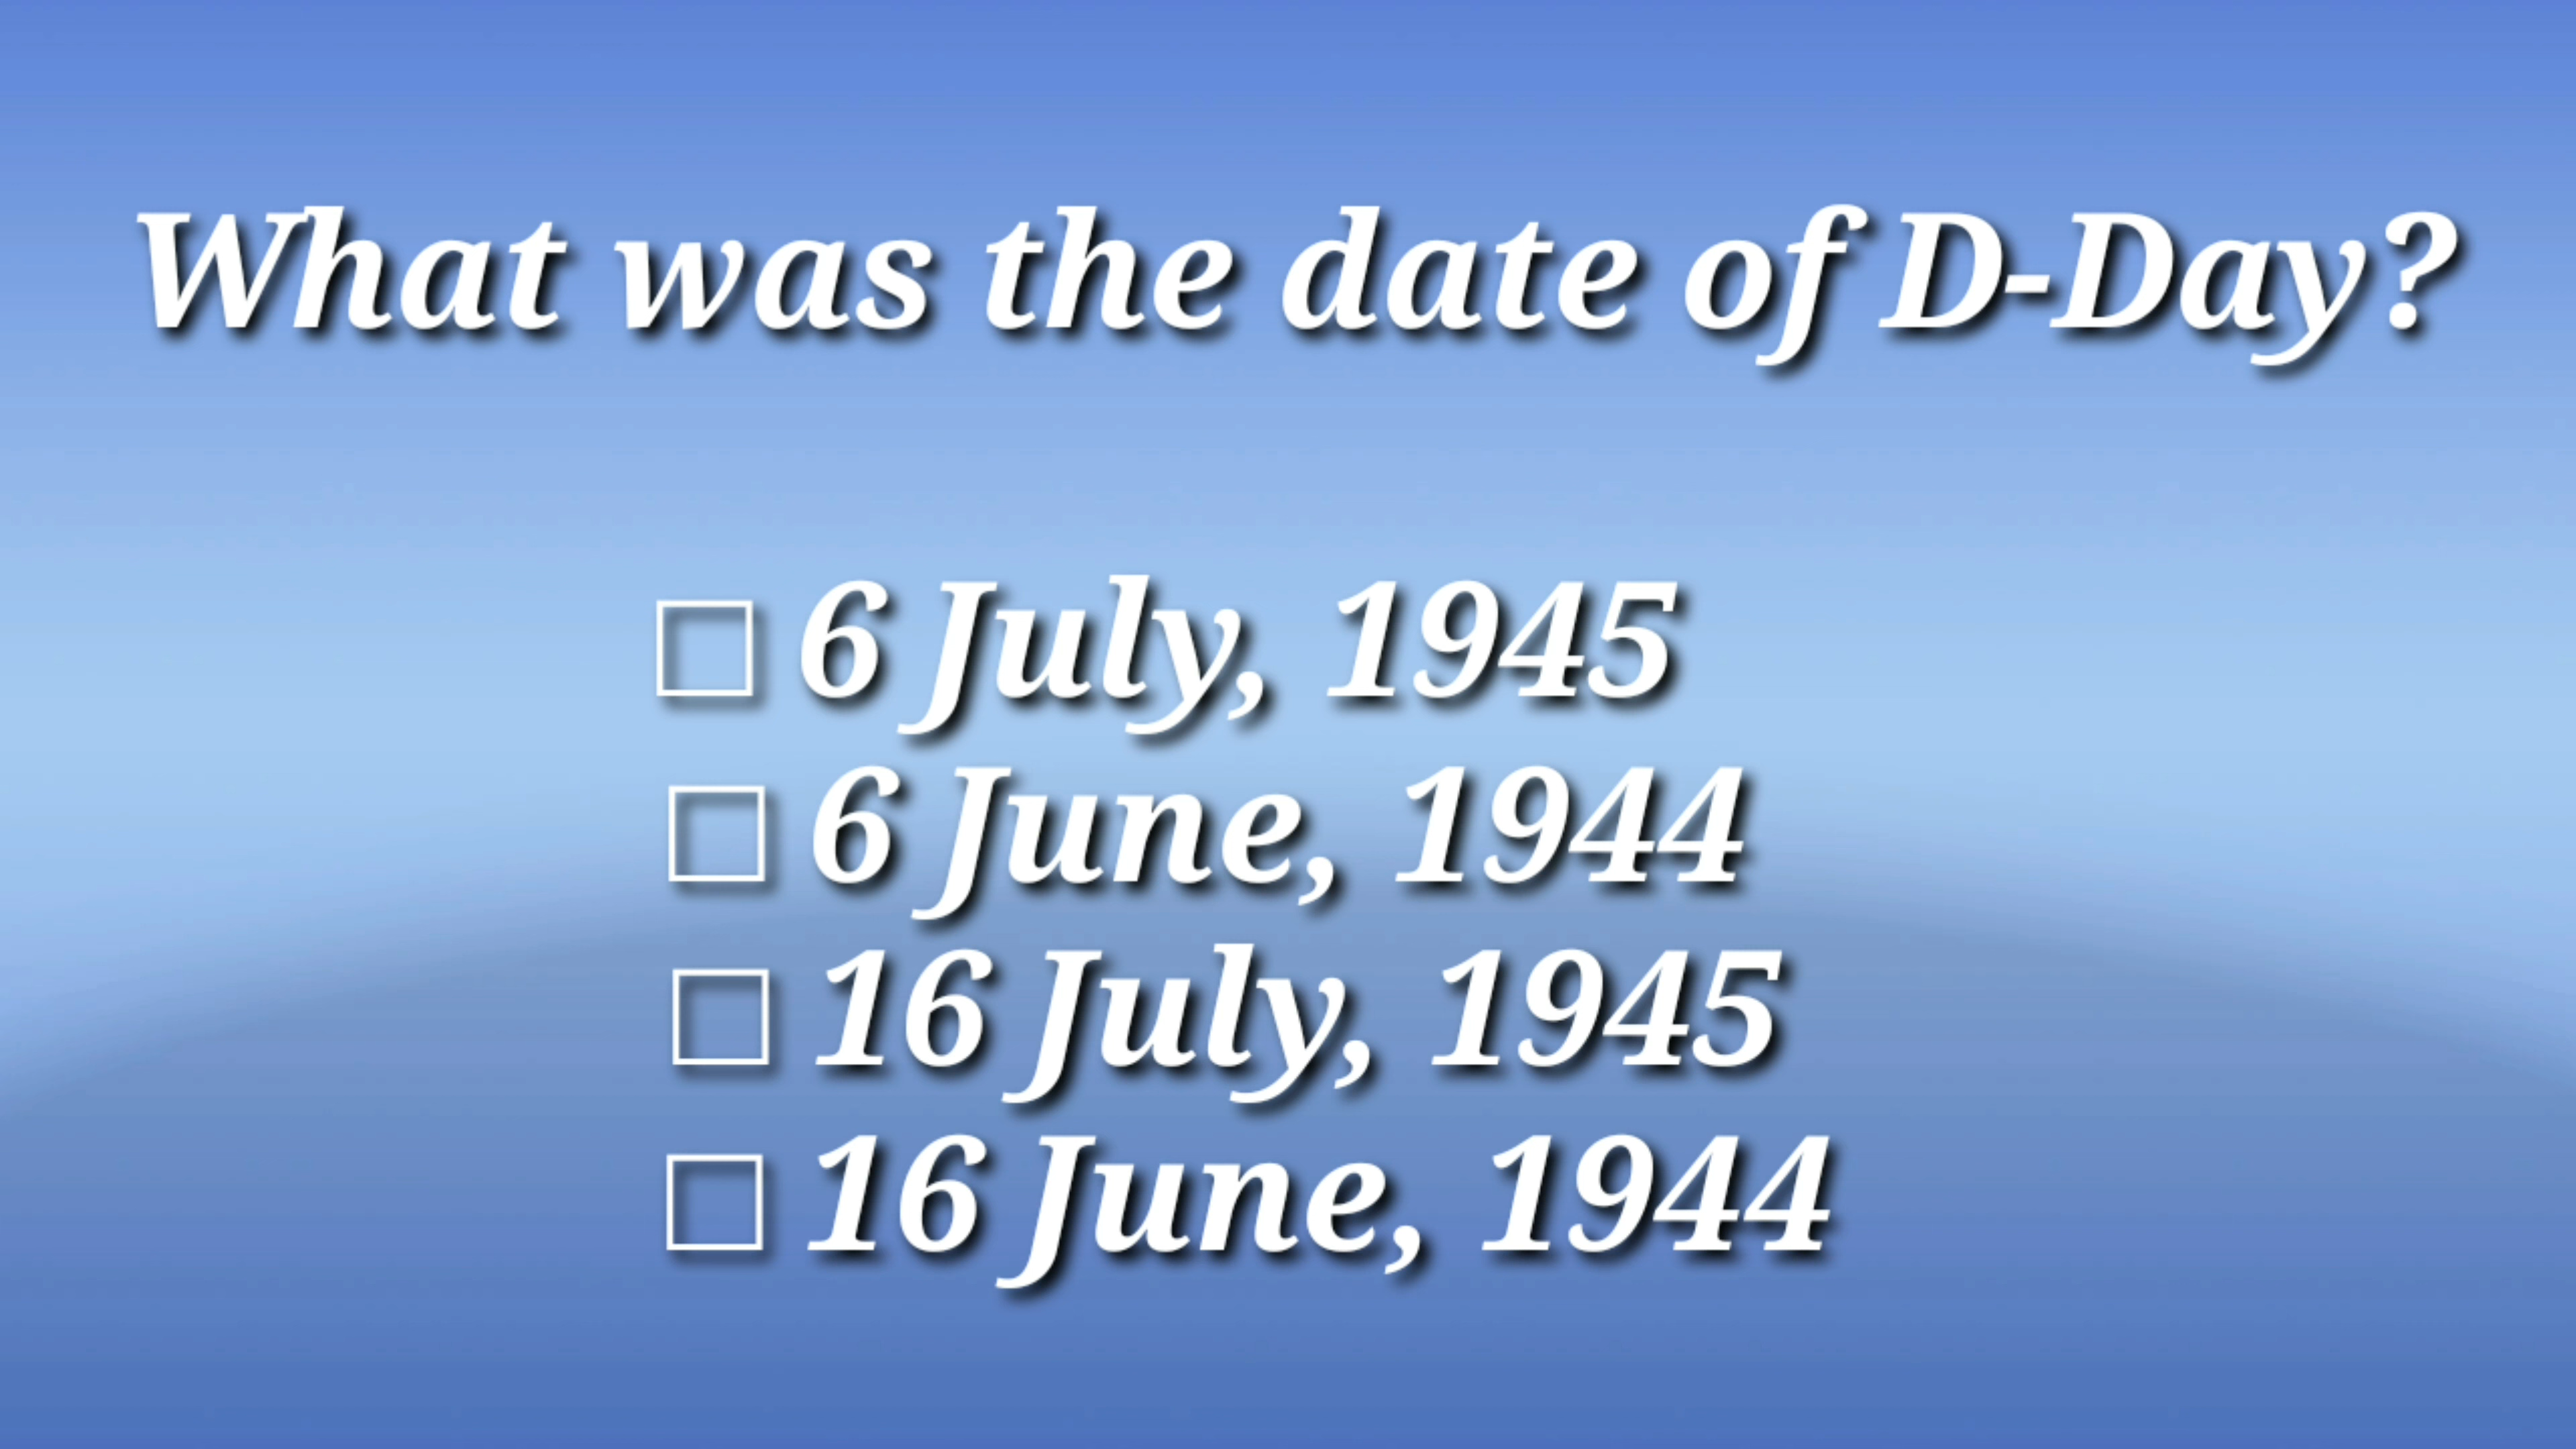 What was the date of D-Day?
□ 6 July, 1945
□ 6 June, 1944
□ 16 July, 1945
□ 16 June, 1944